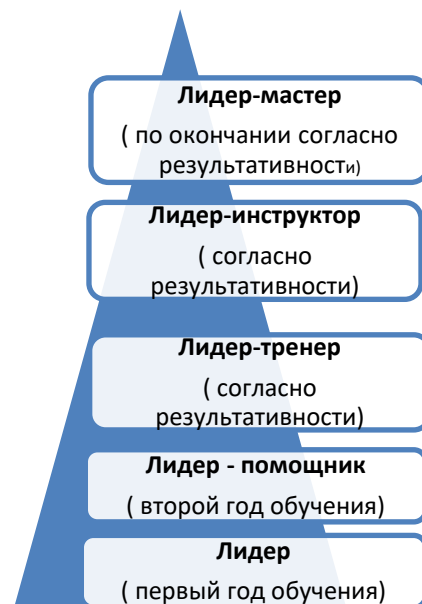 Лидер-мастер
( по окончании согласно
результативности)
Лидер-инструктор
( согласно
результативности)
Лидер-тренер
( согласно
результативности)
Лидер - помощник
( второй год обучения)
Лидер
( первый год обучения)